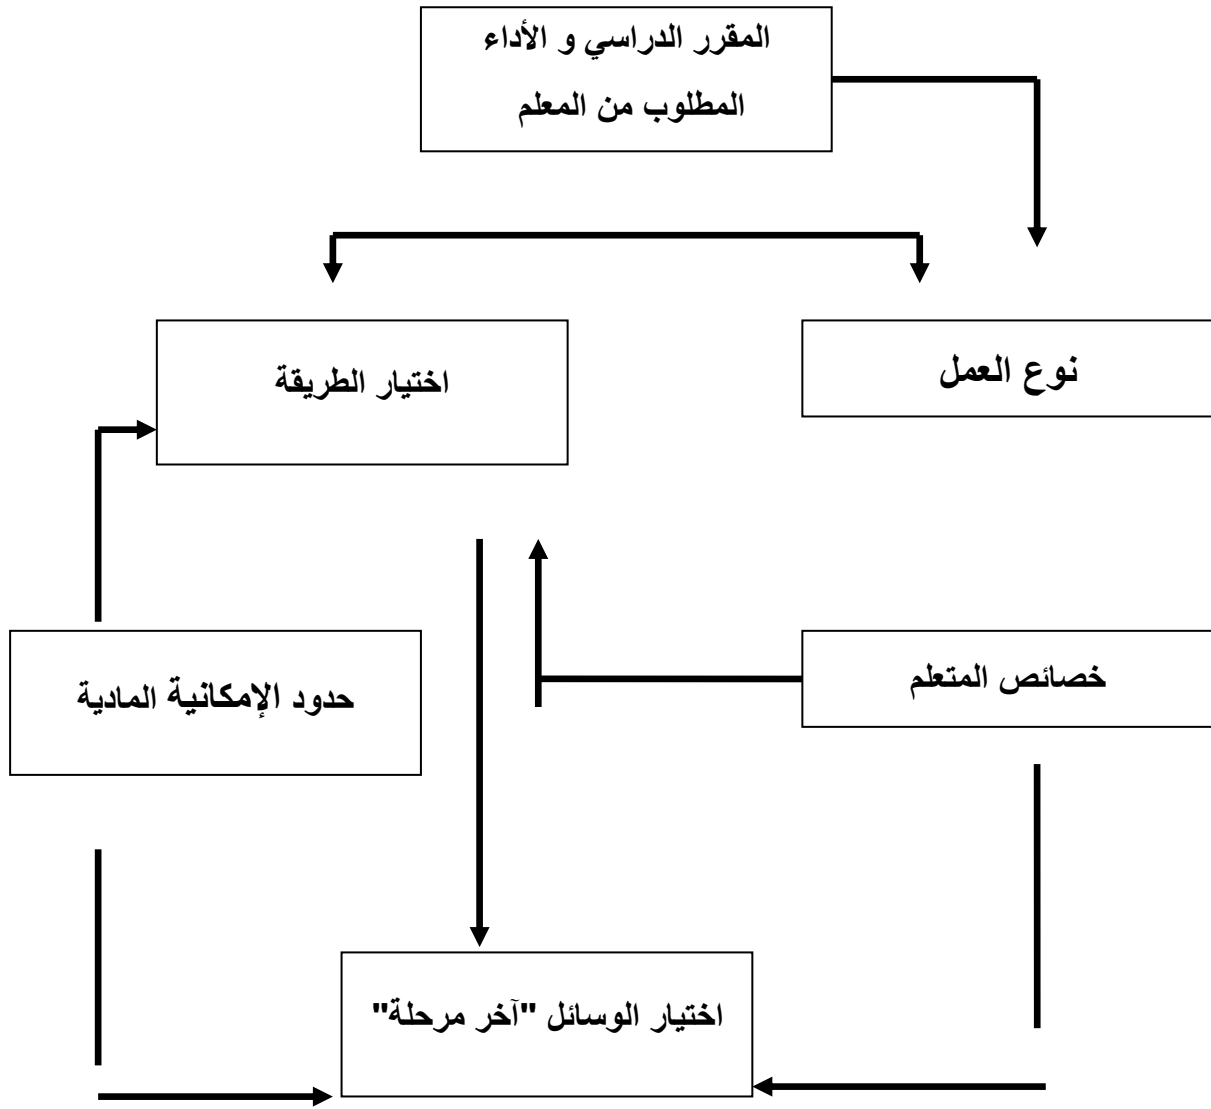 المقرر الدراسي و الأداء
المطلوب من المعلم
نوع العمل
اختيار الطريقة
خصائص المتعلم
حدود الإمكانية المادية
اختيار الوسائل "آخر مرحلة"